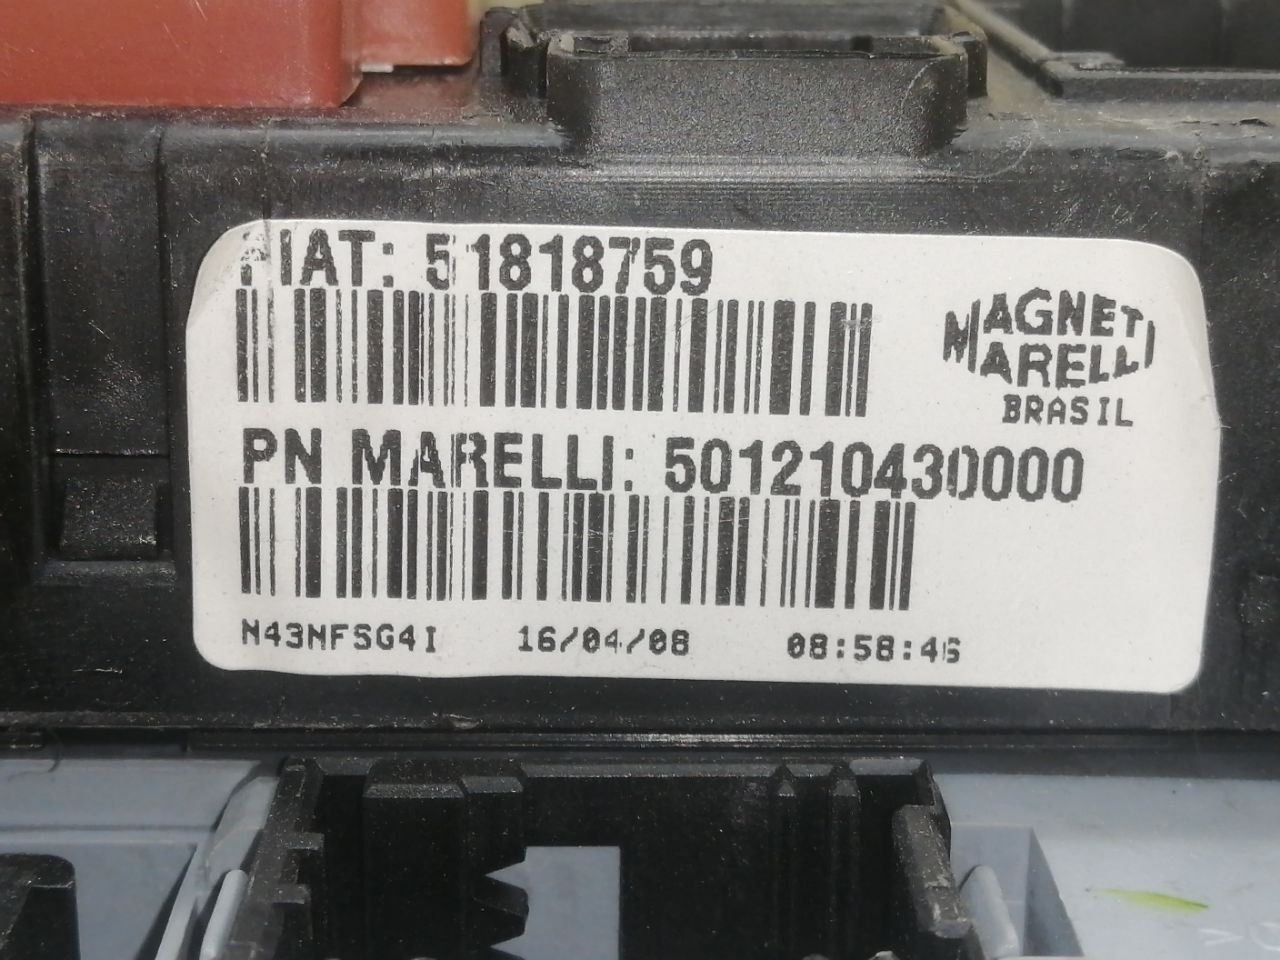 FIAT: 51818759
MAGNETI
MARELLI
BRASIL
PN MARELLI: 501210430000
N43NFSG4I 16/04/08 08:58:46